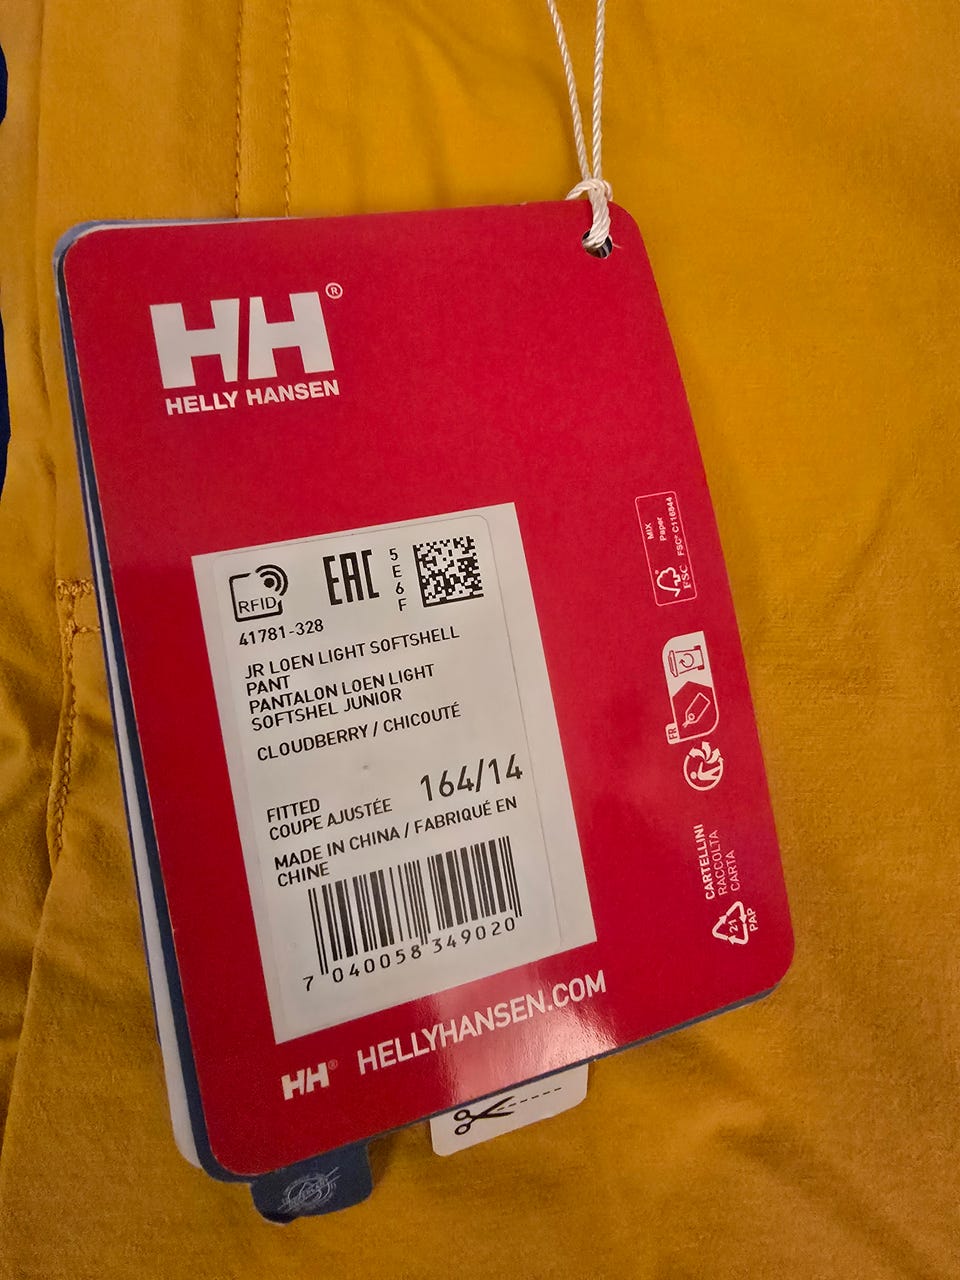 HH®
HELLY HANSEN
RFID
EAC
5
E
6
F
41781-328
JR LOEN LIGHT SOFTSHELL
PANT
PANTALON LOEN LIGHT
SOFTSHEL JUNIOR
CLOUDBERRY / CHICOUTÉ
FITTED
COUPE AJUSTÉE
164/14
MADE IN CHINA / FABRIQUÉ EN
CHINE
7 040058 349020
HH® HELLYHANSEN.COM
FSC
MIX
Paper
FSC® C116844
FR
CARTELLINI
RACCOLTA
CARTA
21
PAP